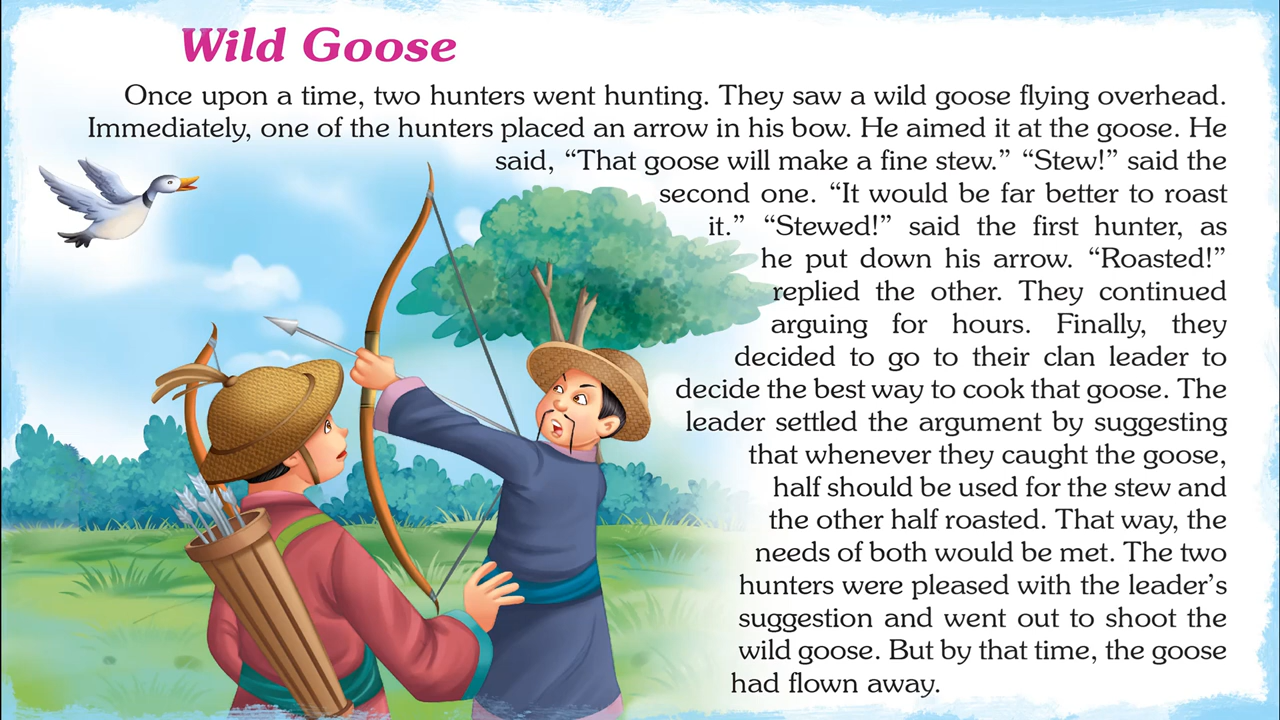 Wild Goose
Once upon a time, two hunters went hunting. They saw a wild goose flying overhead.
Immediately, one of the hunters placed an arrow in his bow. He aimed it at the goose. He
said, “That goose will make a fine stew.” “Stew!” said the
second one. “It would be far better to roast
it.” “Stewed!” said the first hunter, as
he put down his arrow. “Roasted!”
replied the other. They continued
arguing for hours. Finally, they
decided to go to their clan leader to
decide the best way to cook that goose. The
leader settled the argument by suggesting
that whenever they caught the goose,
half should be used for the stew and
the other half roasted. That way, the
needs of both would be met. The two
hunters were pleased with the leader’s
suggestion and went out to shoot the
wild goose. But by that time, the goose
had flown away.